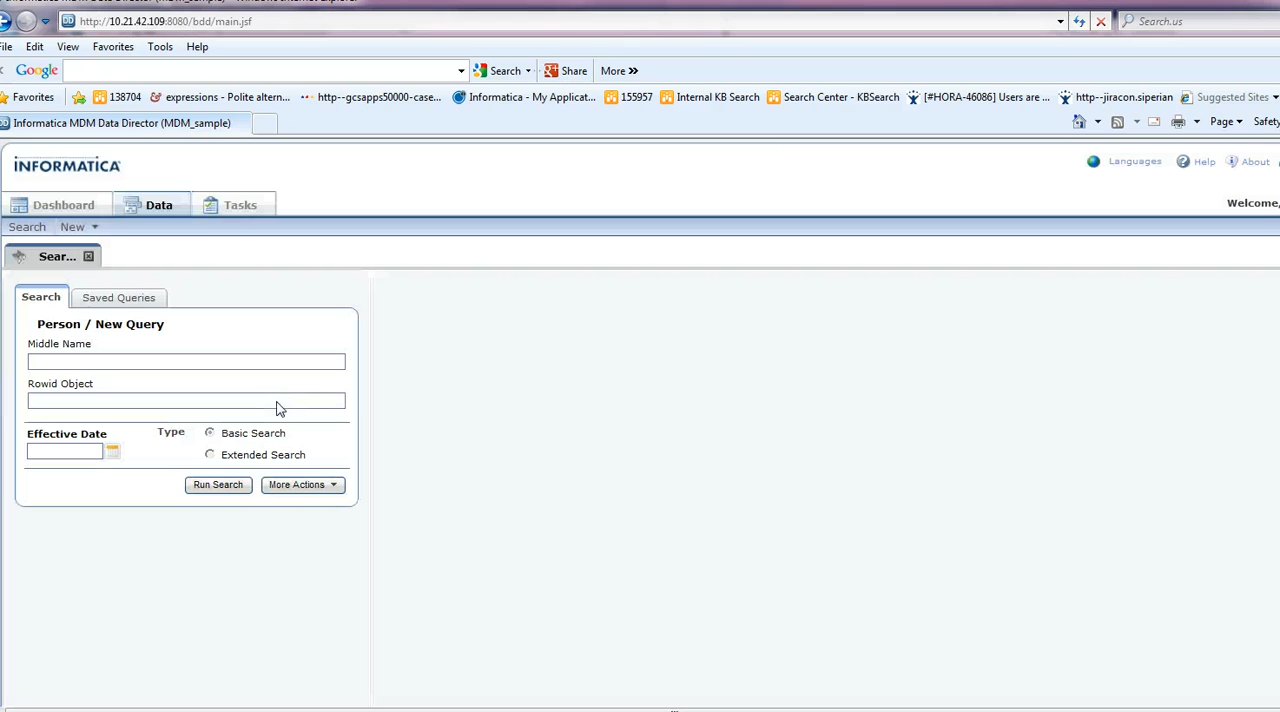 http://10.21.42.109:8080/bdd/main.jsf
Search.us
File Edit View Favorites Tools Help
Google Search Share More »
Favorites 138704 expressions - Polite altern... http--gcsapps50000-case... Informatica - My Applicat... 155957 Internal KB Search Search Center - KBSearch [#HORA-46086] Users are ... http--jiracon.siperian Suggested Sites
Informatica MDM Data Director (MDM_sample) Page Safety
INFORMATICA Languages Help About
Dashboard Data Tasks Welcome,
Search New
Sear...
Search Saved Queries
Person / New Query
Middle Name
Rowid Object
Effective Date Type Basic Search
Extended Search
Run Search More Actions